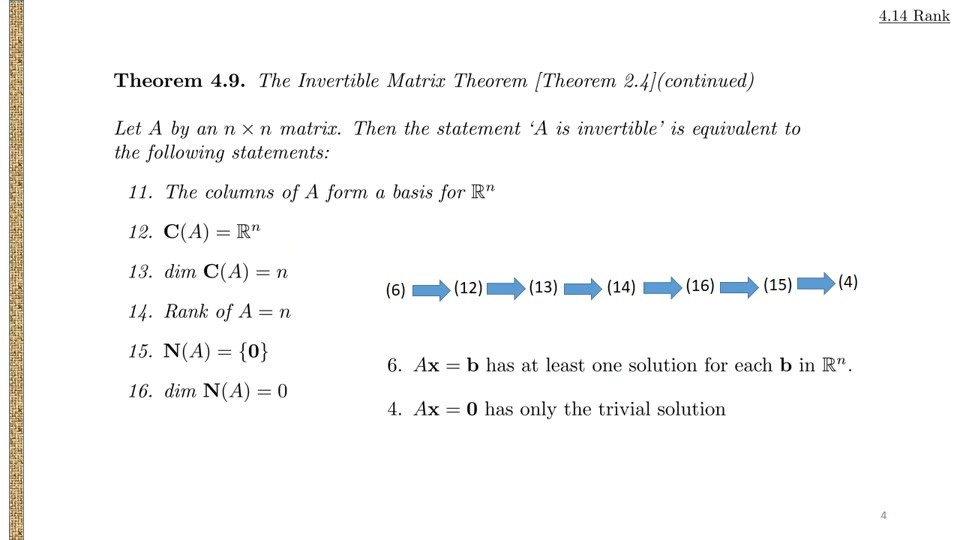 4.14 Rank
Theorem 4.9. The Invertible Matrix Theorem [Theorem 2.4](continued)
Let A by an n × n matrix. Then the statement ‘A is invertible’ is equivalent to
the following statements:
11. The columns of A form a basis for ℝⁿ
12. C(A) = ℝⁿ
13. dim C(A) = n
(6) (12) (13) (14) (16) (15) (4)
14. Rank of A = n
15. N(A) = {0}
6. Ax = b has at least one solution for each b in ℝⁿ.
16. dim N(A) = 0
4. Ax = 0 has only the trivial solution
4